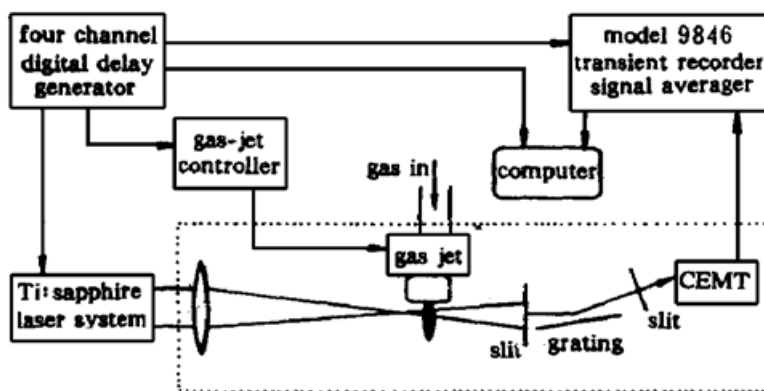 four channel
digital delay
generator
model 9846
transient recorder
signal averager
gas-jet
controller
gas in
computer
gas jet
CEMT
Ti:sapphire
laser system
slit
grating
slit